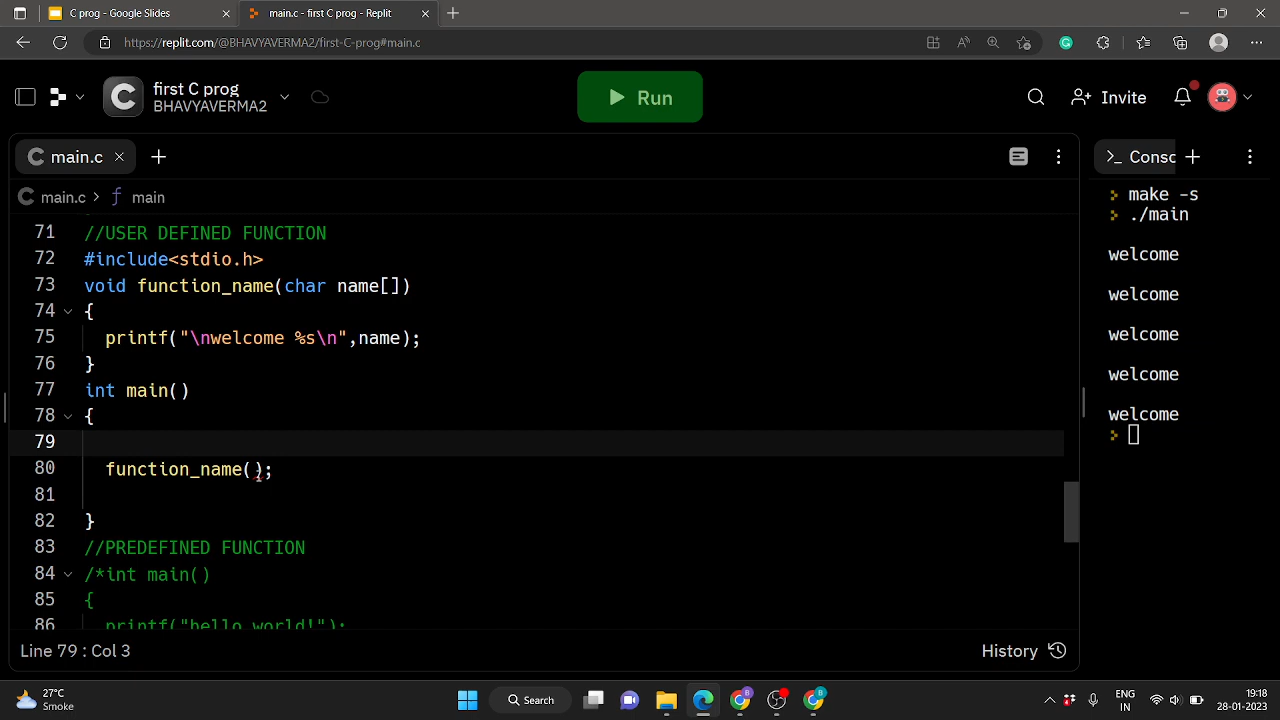 C prog - Google Slides
main.c - first C prog - Replit
https://replit.com/@BHAVYAVERMA2/first-C-prog#main.c
first C prog
BHAVYAVERMA2
Run
Invite
main.c
Consc
main.c > main
71 //USER DEFINED FUNCTION
72 #include<stdio.h>
73 void function_name(char name[])
74 {
75 printf("\nwelcome %s\n",name);
76 }
77 int main()
78 {
79
80 function_name();
81
82 }
83 //PREDEFINED FUNCTION
84 /*int main()
85 {
86 printf("hello world!");
make -s
./main
welcome
welcome
welcome
welcome
welcome
Line 79 : Col 3
History
27°C
Smoke
Search
ENG
IN
19:18
28-01-2023